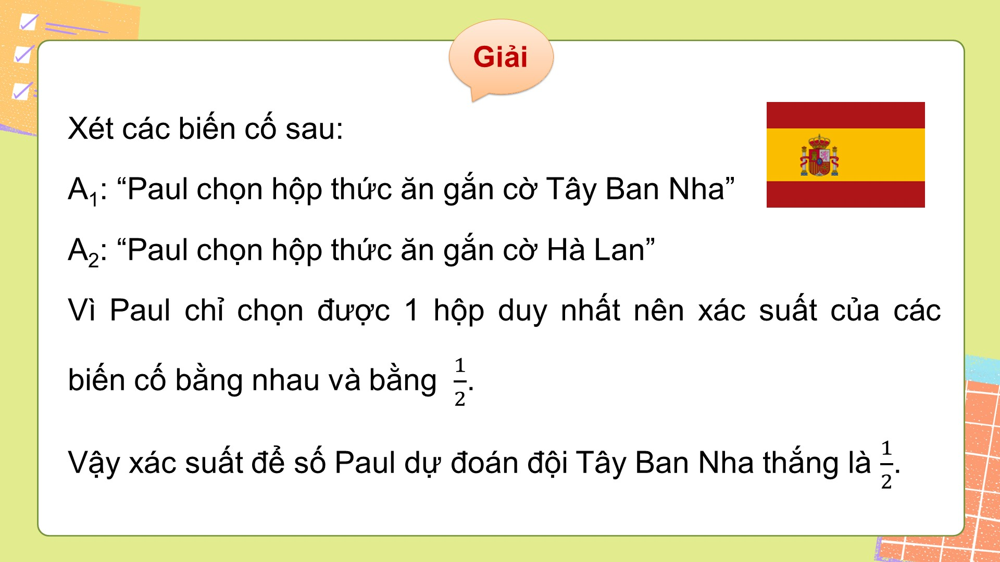 Giải
Xét các biến cố sau:
A₁: “Paul chọn hộp thức ăn gắn cờ Tây Ban Nha”
A₂: “Paul chọn hộp thức ăn gắn cờ Hà Lan”
Vì Paul chỉ chọn được 1 hộp duy nhất nên xác suất của các
biến cố bằng nhau và bằng 1/2.
Vậy xác suất để số Paul dự đoán đội Tây Ban Nha thắng là 1/2.